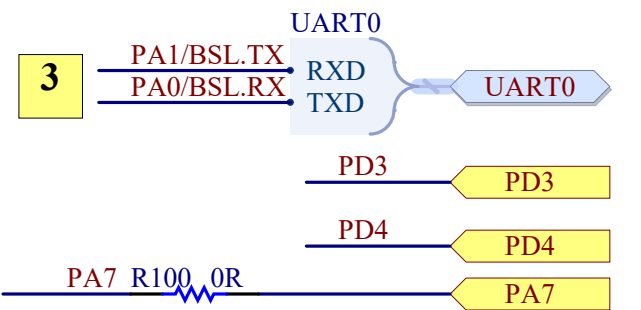 UART0
3
PA1/BSL.TX RXD
PA0/BSL.RX TXD
UART0
PD3 PD3
PD4 PD4
PA7 R100 0R PA7